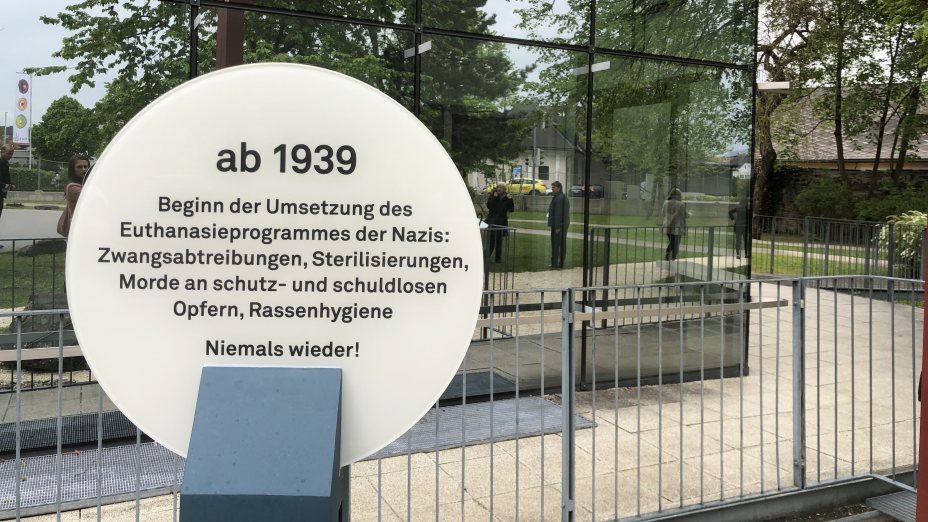 ab 1939
Beginn der Umsetzung des
Euthanasieprogrammes der Nazis:
Zwangsabtreibungen, Sterilisierungen,
Morde an schutz- und schuldlosen
Opfern, Rassenhygiene
Niemals wieder!